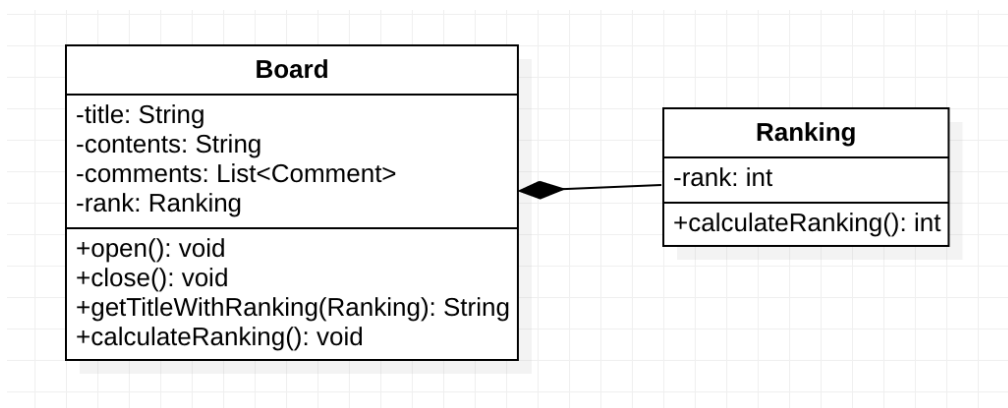 Board
-title: String
-contents: String
-comments: List<Comment>
-rank: Ranking
+open(): void
+close(): void
+getTitleWithRanking(Ranking): String
+calculateRanking(): void
Ranking
-rank: int
+calculateRanking(): int